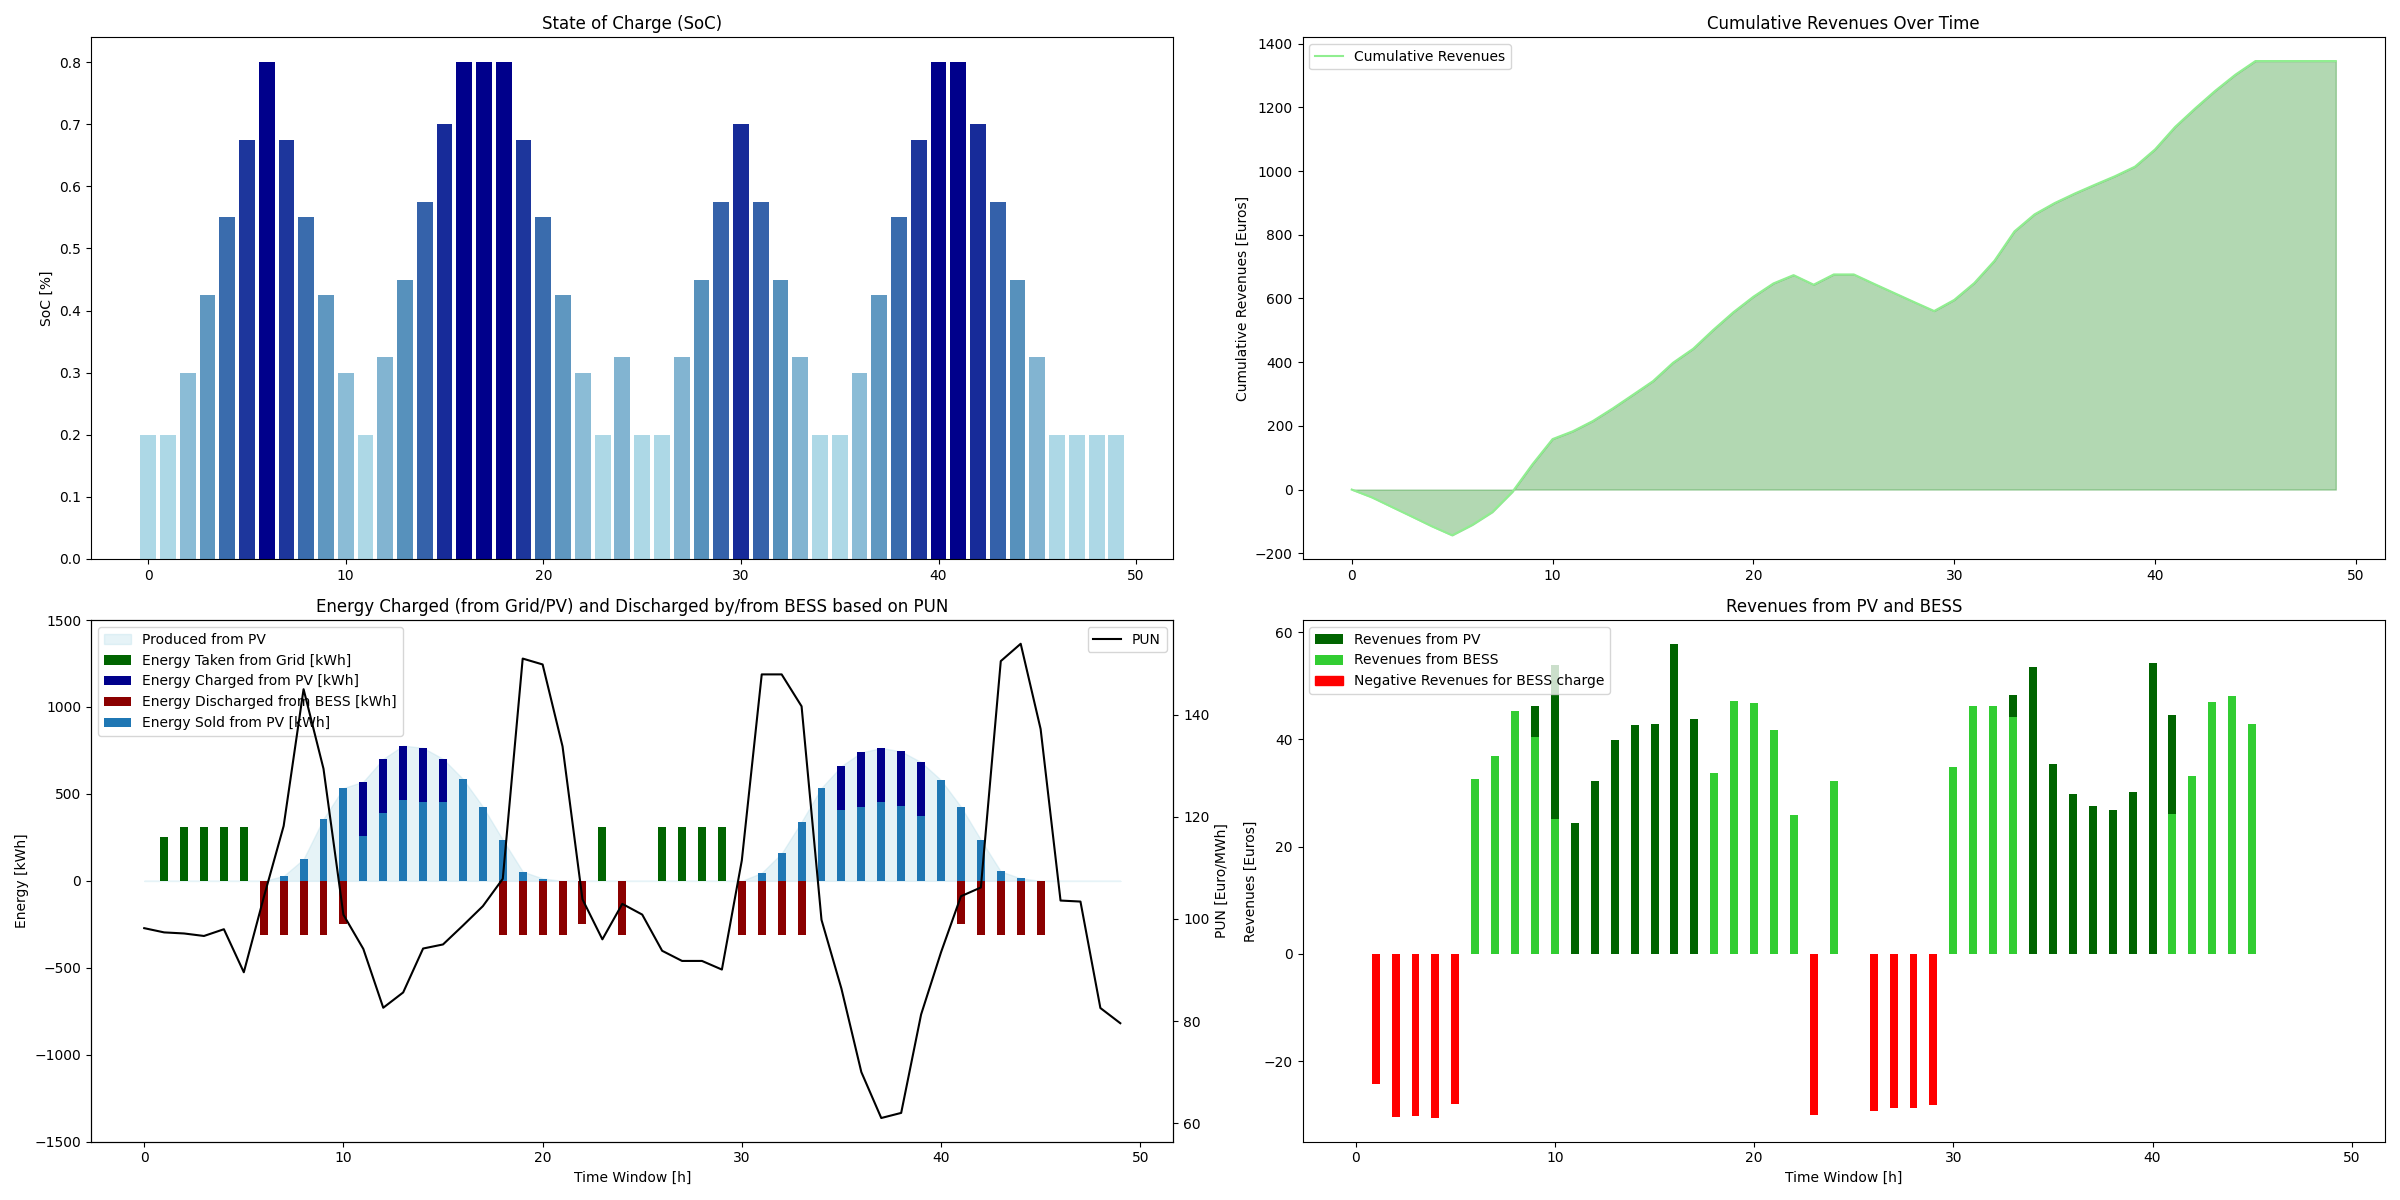 State of Charge (SoC)
SoC [%]
0.8
0.7
0.6
0.5
0.4
0.3
0.2
0.1
0.0
0 10 20 30 40 50
Cumulative Revenues Over Time
Cumulative Revenues
Cumulative Revenues [Euros]
1400
1200
1000
800
600
400
200
0
−200
0 10 20 30 40 50
Energy Charged (from Grid/PV) and Discharged by/from BESS based on PUN
Produced from PV
Energy Taken from Grid [kWh]
Energy Charged from PV [kWh]
Energy Discharged from BESS [kWh]
Energy Sold from PV [kWh]
PUN
Energy [kWh]
1500
1000
500
0
−500
−1000
−1500
140
120
100
80
60
PUN [Euro/MWh]
0 10 20 30 40 50
Time Window [h]
Revenues from PV and BESS
Revenues from PV
Revenues from BESS
Negative Revenues for BESS charge
Revenues [Euros]
60
40
20
0
−20
0 10 20 30 40 50
Time Window [h]